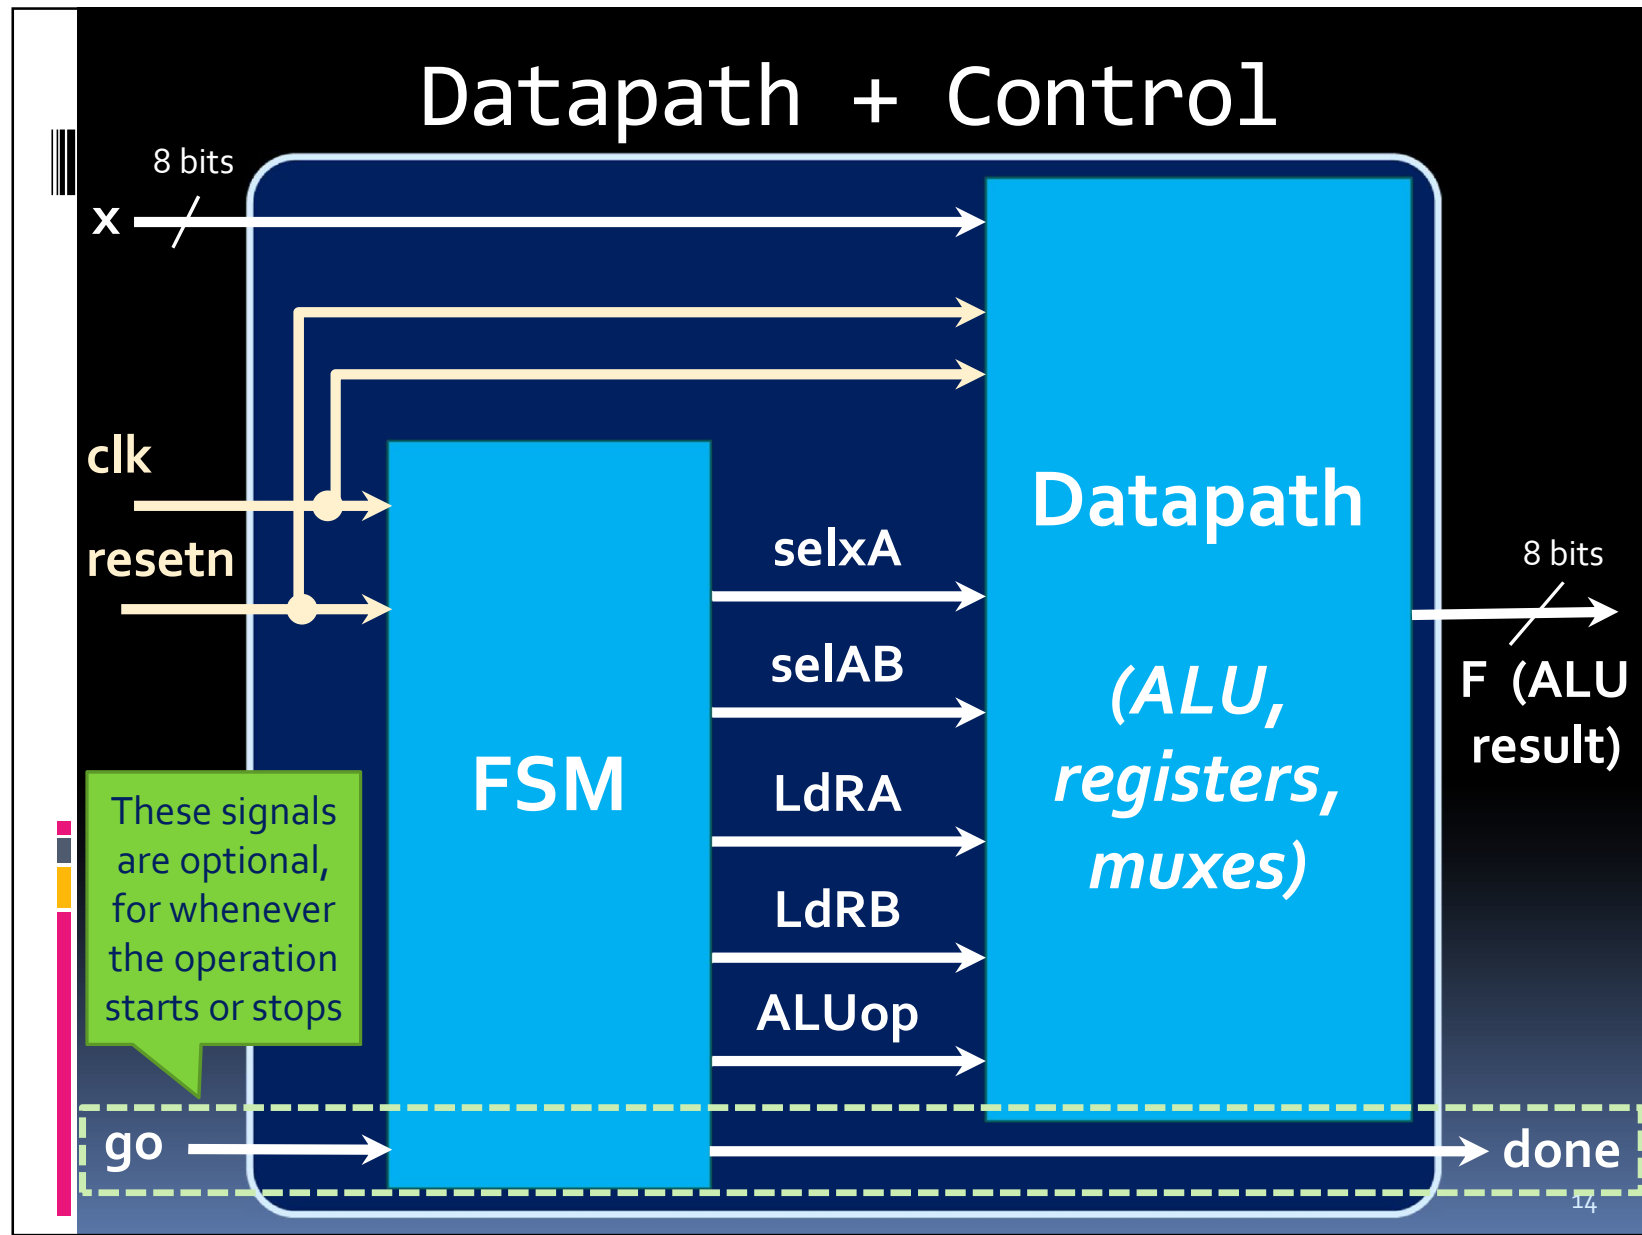 Datapath + Control
8 bits
x
clk
resetn
selxA
selAB
LdRA
LdRB
ALUop
FSM
Datapath
(ALU,
registers,
muxes)
8 bits
F (ALU
result)
These signals
are optional,
for whenever
the operation
starts or stops
go
done
14